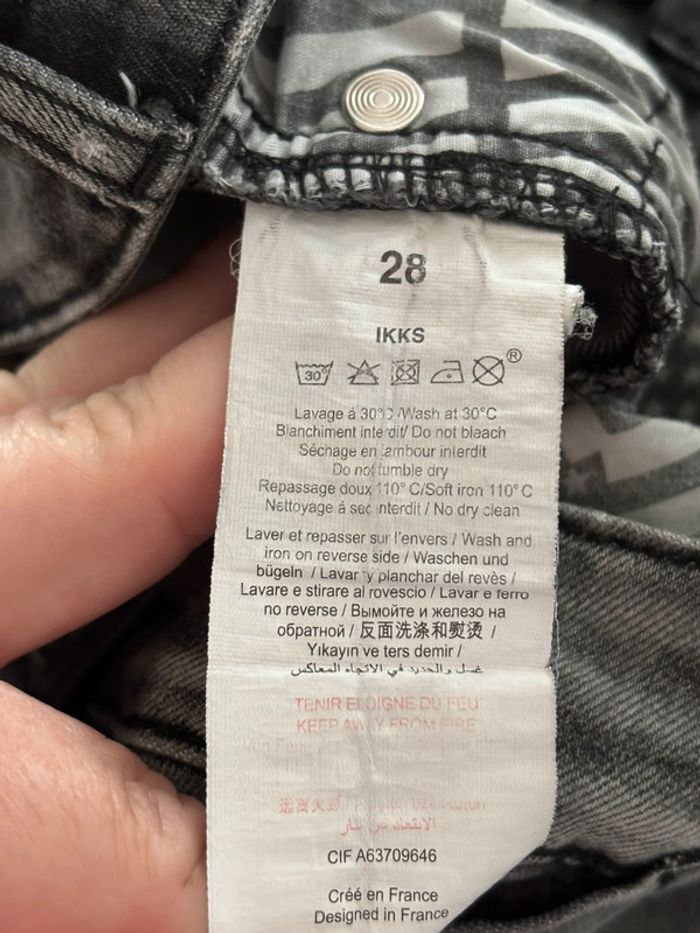 28
IKKS
30°
®
Lavage á 30°C /Wash at 30°C
Blanchiment interdit/ Do not bleach
Séchage en tambour interdit
Do not tumble dry
Repassage doux 110° C/Soft iron 110° C
Nettoyage á sec interdit / No dry clean
Laver et repasser sur l'envers / Wash and
iron on reverse side / Waschen und
bügeln / Lavar y planchar del revès /
Lavare e stirare al rovescio / Lavar e ferro
no reverse / Вымойте и железо на
обратной / 反面洗涤和熨烫 /
Yıkayın ve ters demir /
غسل والحديد في الاتجاه المعاكس
TENIR ELOIGNE DU FEU
KEEP AWAY FROM FIRE
远离火源
الابتعاد عن نار
CIF A63709646
Créé en France
Designed in France